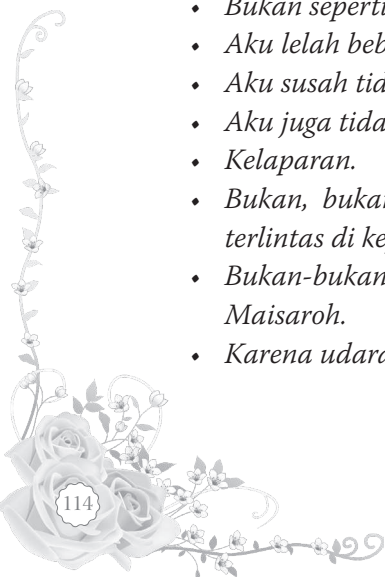 • Bukan seperti
• Aku lelah beb
• Aku susah tid
• Aku juga tida
• Kelaparan.
• Bukan, bukan
terlintas di ke
• Bukan-bukan
Maisaroh.
• Karena udara
114